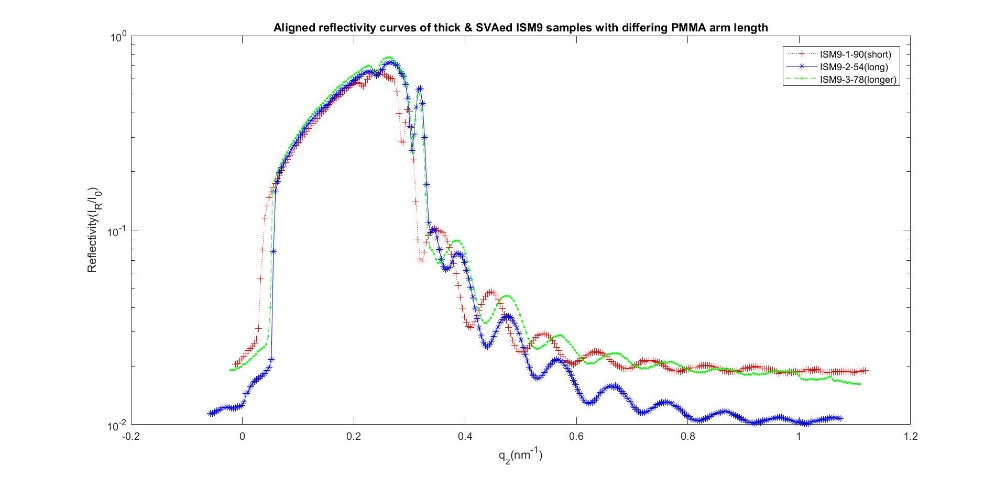 Aligned reflectivity curves of thick & SVAed ISM9 samples with differing PMMA arm length
10^0
ISM9-1-90(short)
ISM9-2-54(long)
ISM9-3-78(longer)
Reflectivity(I_R/I_0)
10^-1
10^-2
-0.2 0 0.2 0.4 0.6 0.8 1 1.2
q_z(nm^-1)